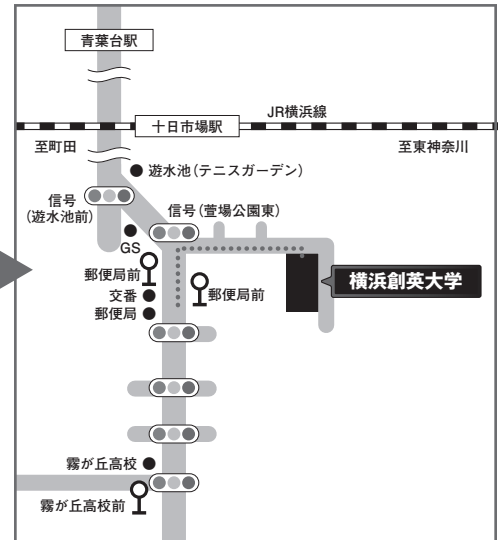 青葉台駅
JR横浜線
十日市場駅
至町田
至東神奈川
遊水池(テニスガーデン)
信号
(遊水池前)
信号(萱場公園東)
GS
郵便局前
郵便局前
交番
郵便局
横浜創英大学
霧が丘高校
霧が丘高校前